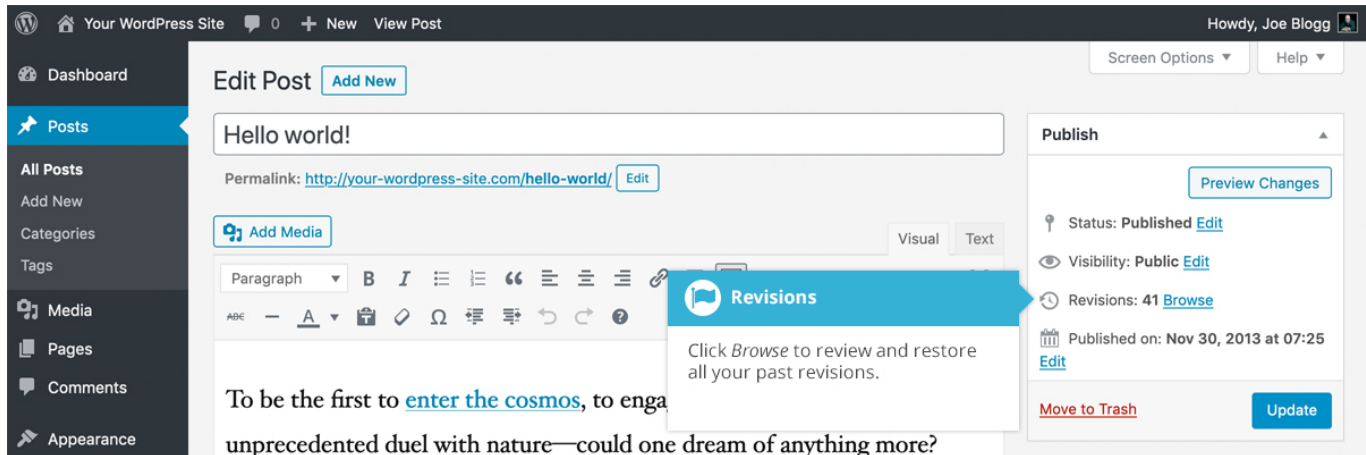 Your WordPress Site 0 + New View Post Howdy, Joe Blogg
Screen Options ▼ Help ▼
Dashboard
Posts
All Posts
Add New
Categories
Tags
Media
Pages
Comments
Appearance
Edit Post Add New
Hello world!
Permalink: http://your-wordpress-site.com/hello-world/ Edit
Add Media
Visual Text
Paragraph ▼ B I
ABC A ▼ Ω
To be the first to enter the cosmos, to enga
unprecedented duel with nature—could one dream of anything more?
Revisions
Click Browse to review and restore
all your past revisions.
Publish
Preview Changes
Status: Published Edit
Visibility: Public Edit
Revisions: 41 Browse
Published on: Nov 30, 2013 at 07:25
Edit
Move to Trash Update